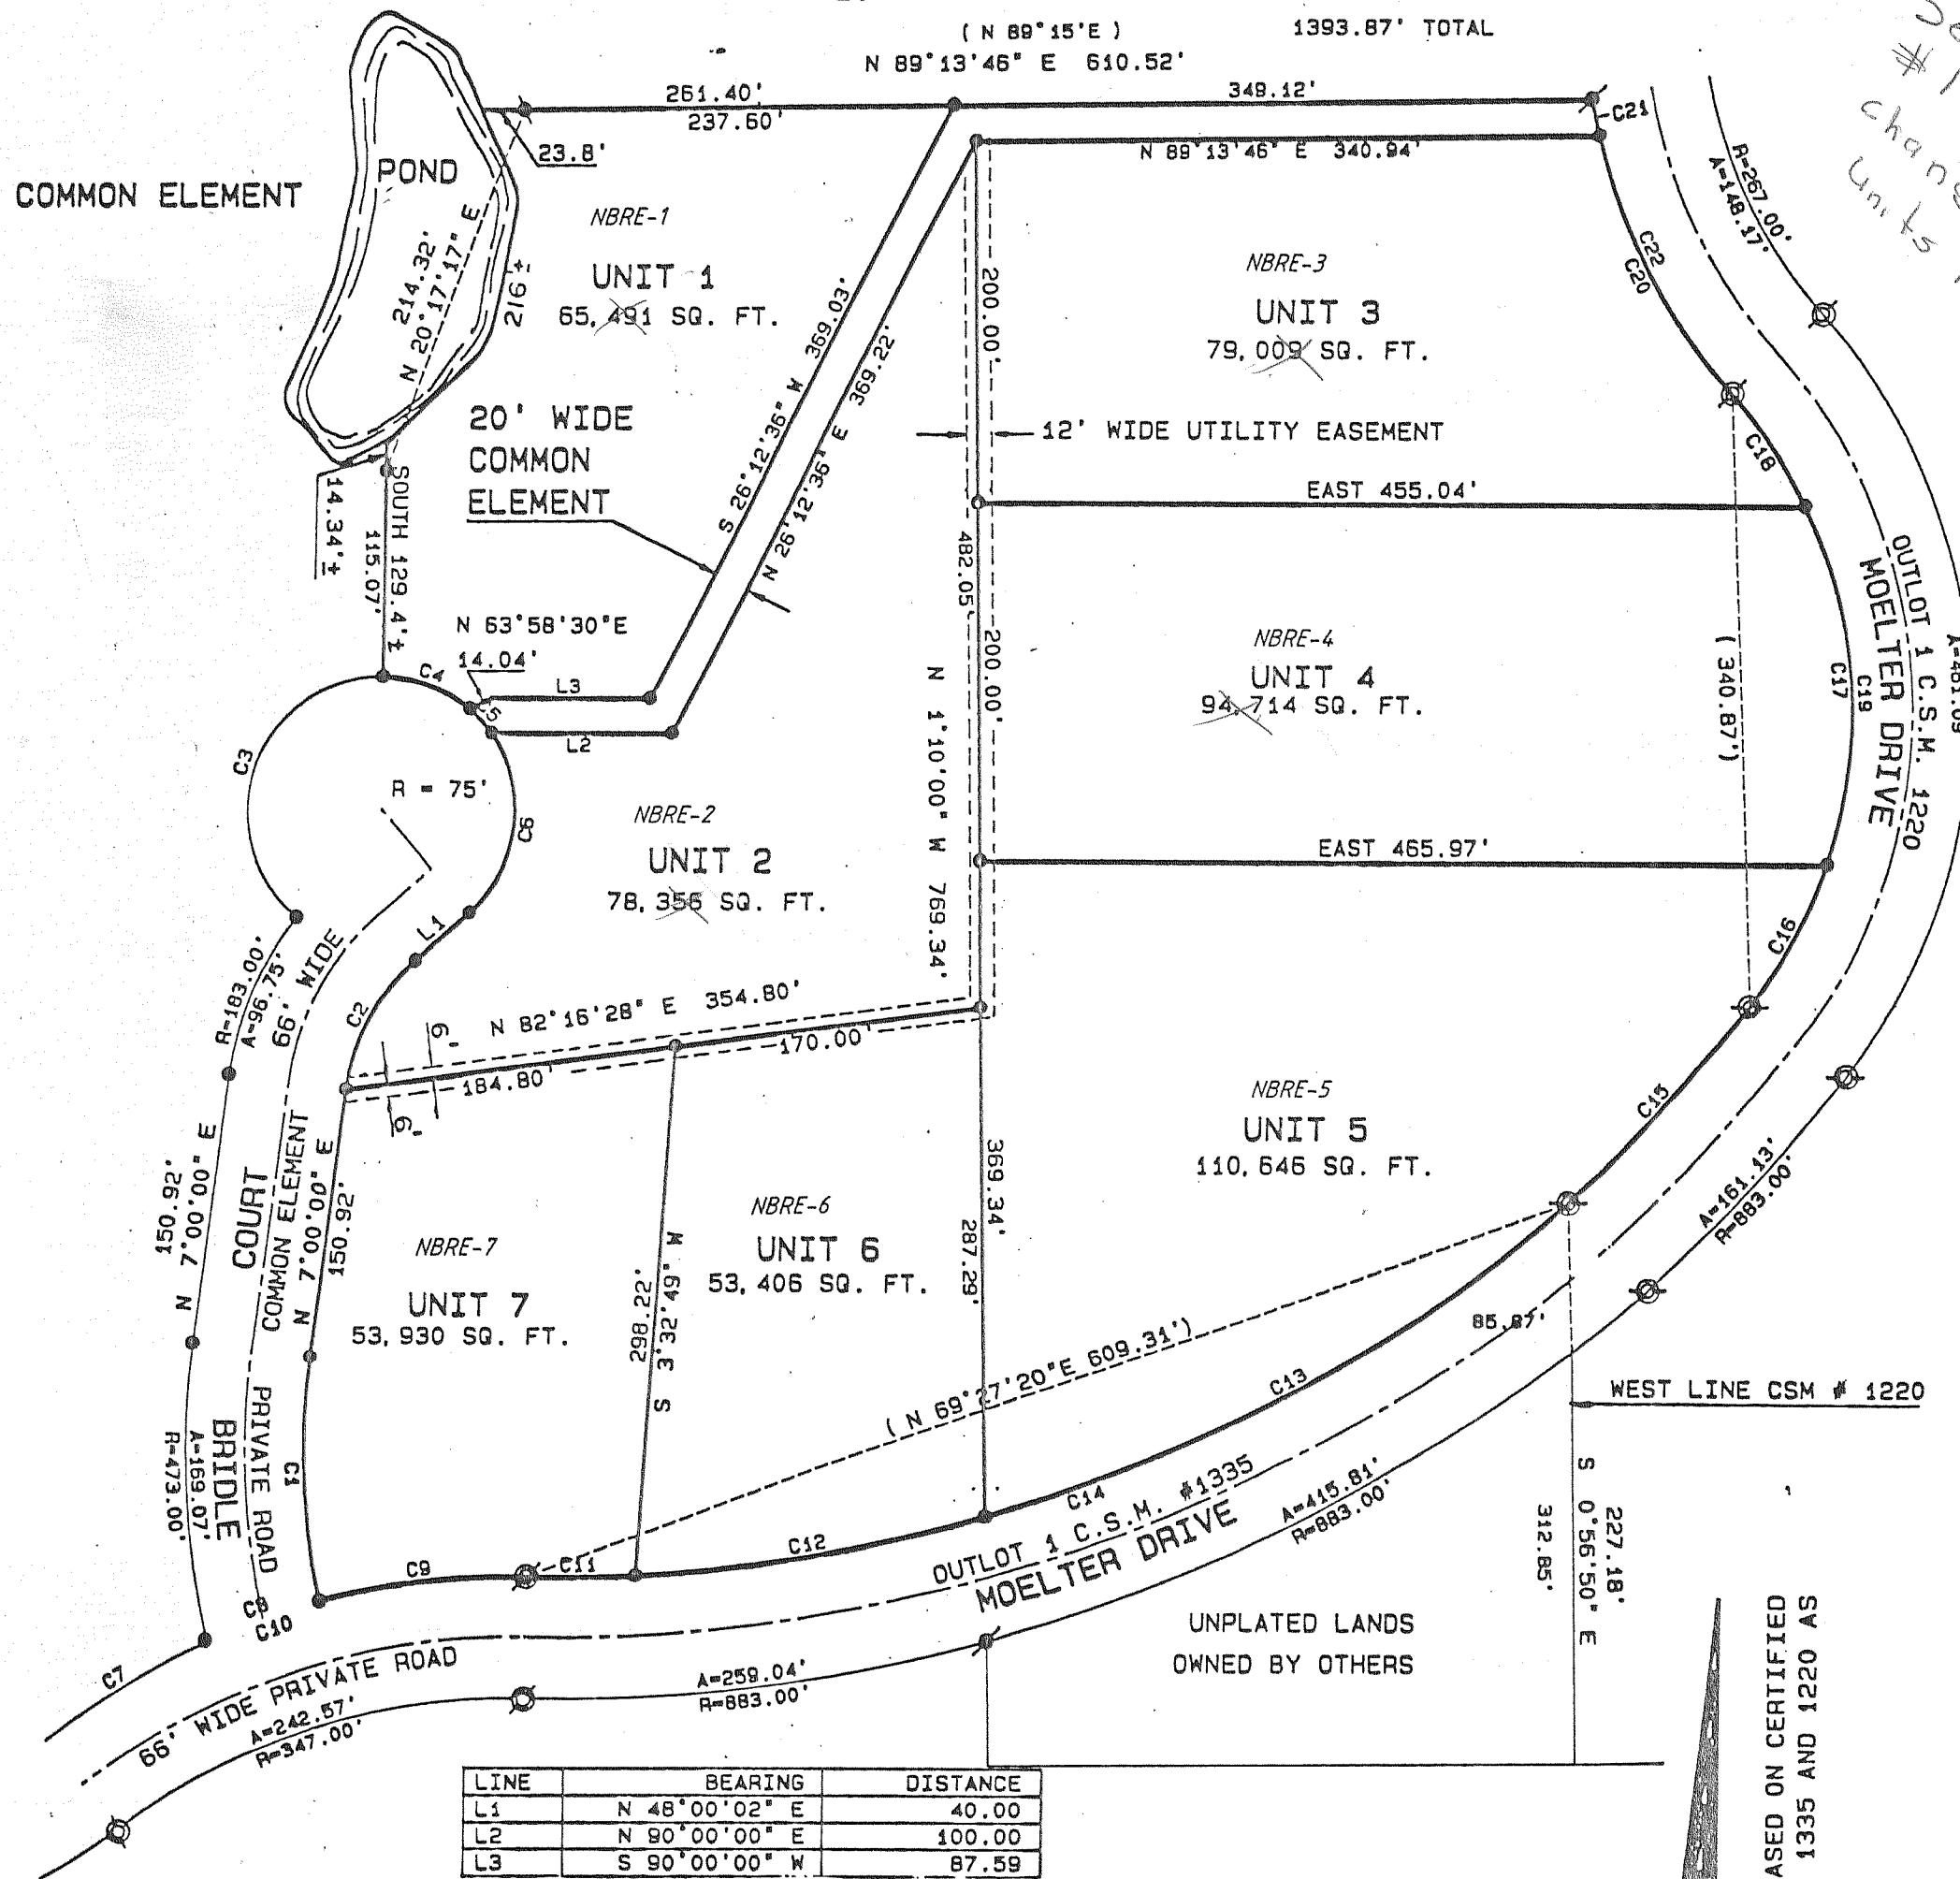 ( N 89°15'E )
1393.87' TOTAL
N 89°13'46" E 610.52'
#
change
units
261.40'
237.60'
349.12'
C21
23.8'
N 89°13'46" E 340.94'
R=267.00'
A=148.17'
POND
COMMON ELEMENT
214.32'
N 20°17'17" E
216'±
NBRE-1
UNIT 1
65,491 SQ. FT.
S 26°12'36" W 369.03'
N 26°12'36" E 369.22'
200.00'
NBRE-3
UNIT 3
79,009 SQ. FT.
C22
C20
C18
20' WIDE
COMMON
ELEMENT
12' WIDE UTILITY EASEMENT
EAST 455.04'
14.34'±
SOUTH 129.4'±
115.07'
482.05'
N 63°58'30"E
14.04'
L3
C4
C5
L2
C3
R = 75'
C6
NBRE-2
UNIT 2
78,356 SQ. FT.
N 1°10'00" W 769.34'
200.00'
NBRE-4
UNIT 4
94,714 SQ. FT.
( 340.87')
C17
C19
OUTLOT 1 C.S.M. 1220
MOELTER DRIVE
A=461.09
EAST 465.97'
C16
L1
C2
R=183.00'
A=96.75'
66' WIDE
6'
6'
N 82°16'28" E 354.80'
184.80'
170.00'
NBRE-5
UNIT 5
110,646 SQ. FT.
C15
A=161.13'
R=883.00'
150.92'
N 7°00'00" E
COURT
COMMON ELEMENT
N 7°00'00" E
150.92'
NBRE-7
UNIT 7
53,930 SQ. FT.
298.22'
S 3°32'49" W
NBRE-6
UNIT 6
53,406 SQ. FT.
369.34'
287.29'
( N 69°27'20"E 609.31')
85.87'
C13
WEST LINE CSM # 1220
R=473.00'
A=169.07'
BRIDLE
PRIVATE ROAD
C1
C8
C10
C9
C11
C12
C14
OUTLOT 1 C.S.M. #1335
MOELTER DRIVE
A=415.81'
R=883.00'
312.85'
S 0°56'50" E
227.18'
UNPLATED LANDS
OWNED BY OTHERS
C7
66' WIDE PRIVATE ROAD
A=242.57'
R=347.00'
A=259.04'
R=883.00'
ASED ON CERTIFIED
1335 AND 1220 AS
LINE BEARING DISTANCE
L1 N 48°00'02" E 40.00
L2 N 90°00'00" E 100.00
L3 S 90°00'00" W 87.59